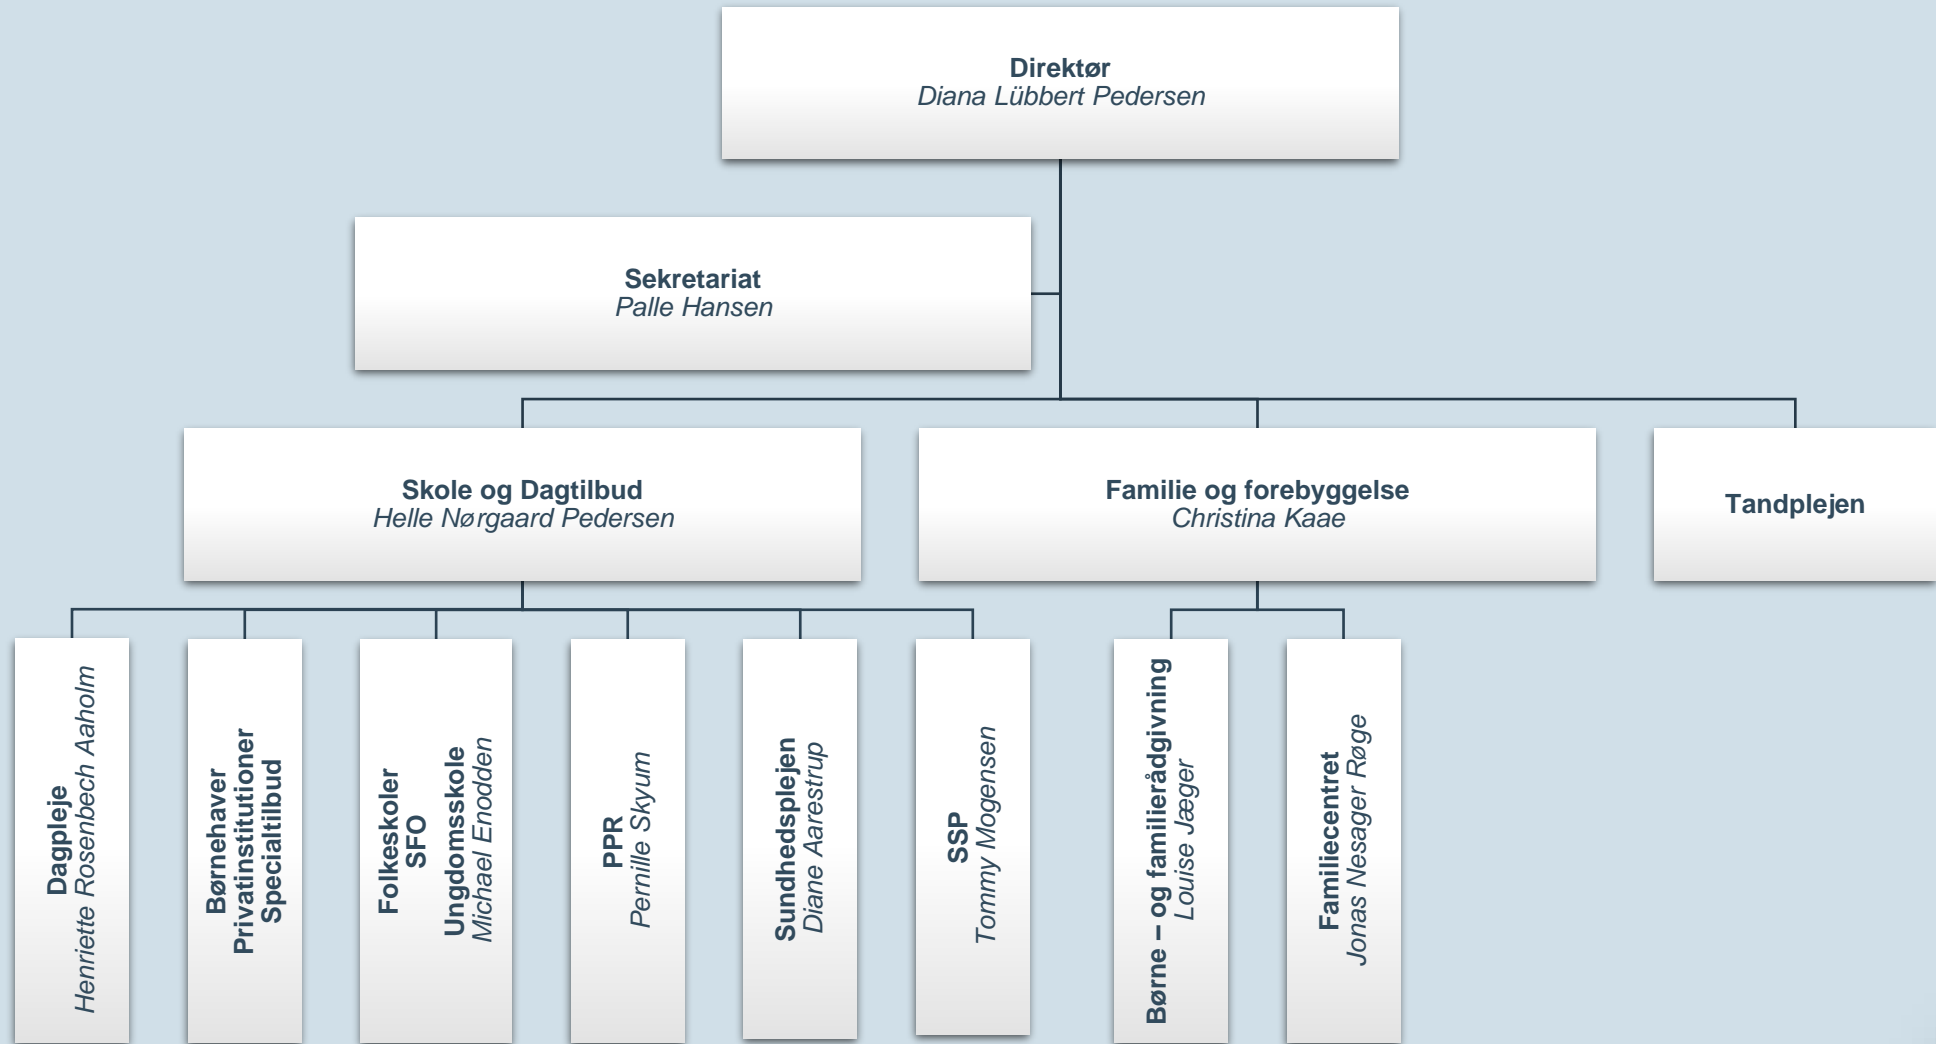 Direktør
Diana Lübbert Pedersen
Sekretariat
Palle Hansen
Skole og Dagtilbud
Helle Nørgaard Pedersen
Familie og forebyggelse
Christina Kaae
Tandplejen
Dagpleje
Henriette Rosenbech Aaholm
Børnehaver
Privatinstitutioner
Specialtilbud
Folkeskoler
SFO
Ungdomsskole
Michael Enodden
PPR
Pernille Skyum
Sundhedsplejen
Diane Aarestrup
SSP
Tommy Mogensen
Børne – og familierådgivning
Louise Jæger
Familiecentret
Jonas Nesager Røge